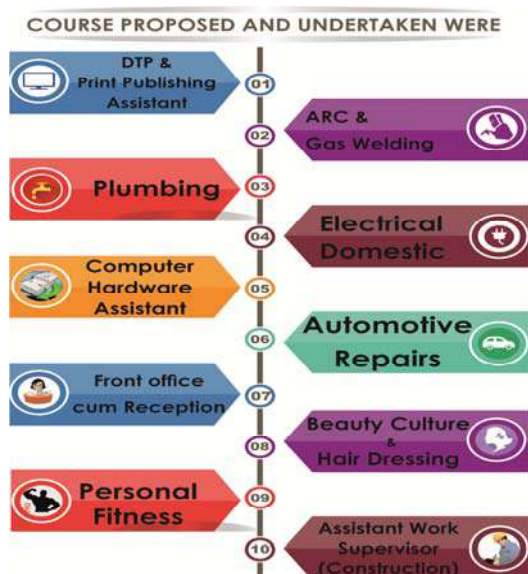 COURSE PROPOSED AND UNDERTAKEN WERE
DTP &
Print Publishing
Assistant
01
ARC &
Gas Welding
02
Plumbing
03
Electrical
Domestic
04
Computer
Hardware
Assistant
05
Automotive
Repairs
06
Front office
cum Reception
07
Beauty Culture
&
Hair Dressing
08
Personal
Fitness
09
Assistant Work
Supervisor
(Construction)
10